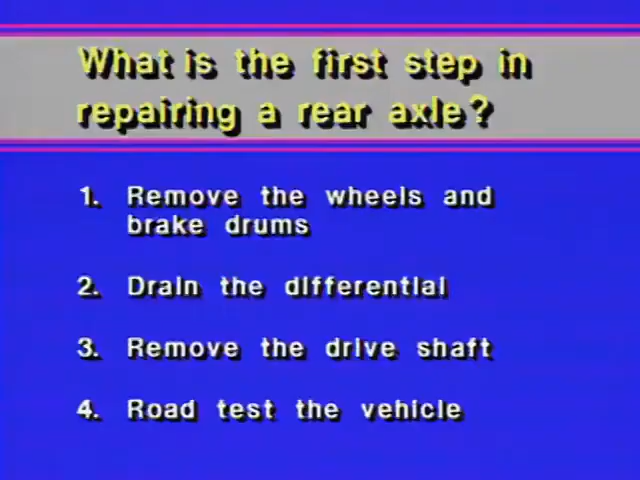 What is the first step in
repairing a rear axle?
1. Remove the wheels and
brake drums
2. Drain the differential
3. Remove the drive shaft
4. Road test the vehicle